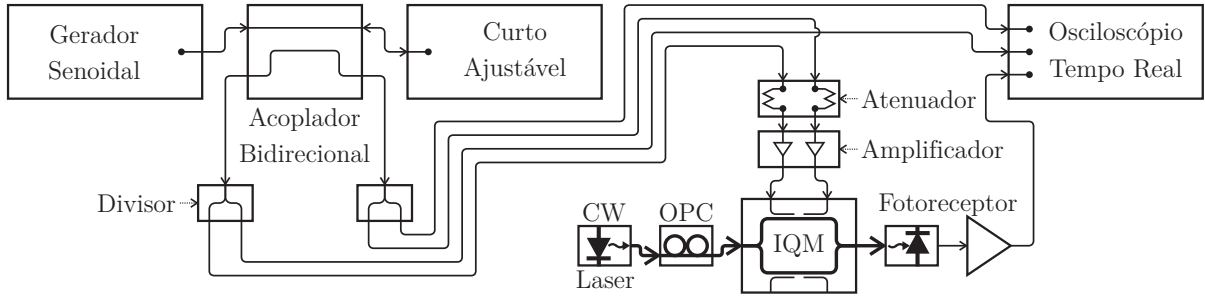 Gerador
Senoidal
Acoplador
Bidirecional
Curto
Ajustável
Osciloscópio
Tempo Real
Atenuador
Amplificador
Divisor
CW
Laser
OPC
IQM
Fotoreceptor